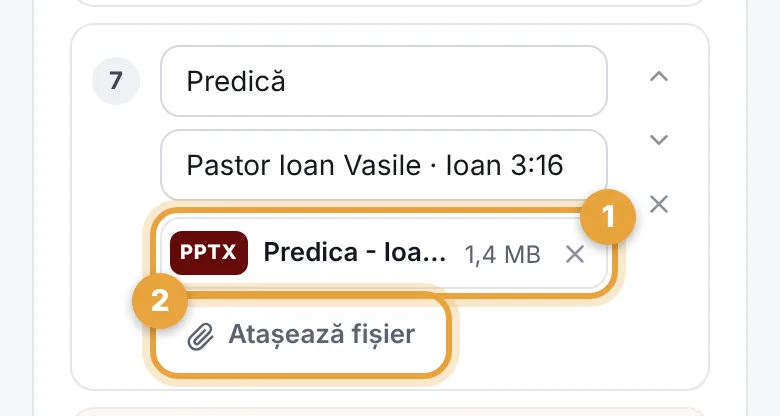 7
Predică
Pastor Ioan Vasile · Ioan 3:16
1
PPTX Predica - Ioa... 1,4 MB
2
Atașează fișier